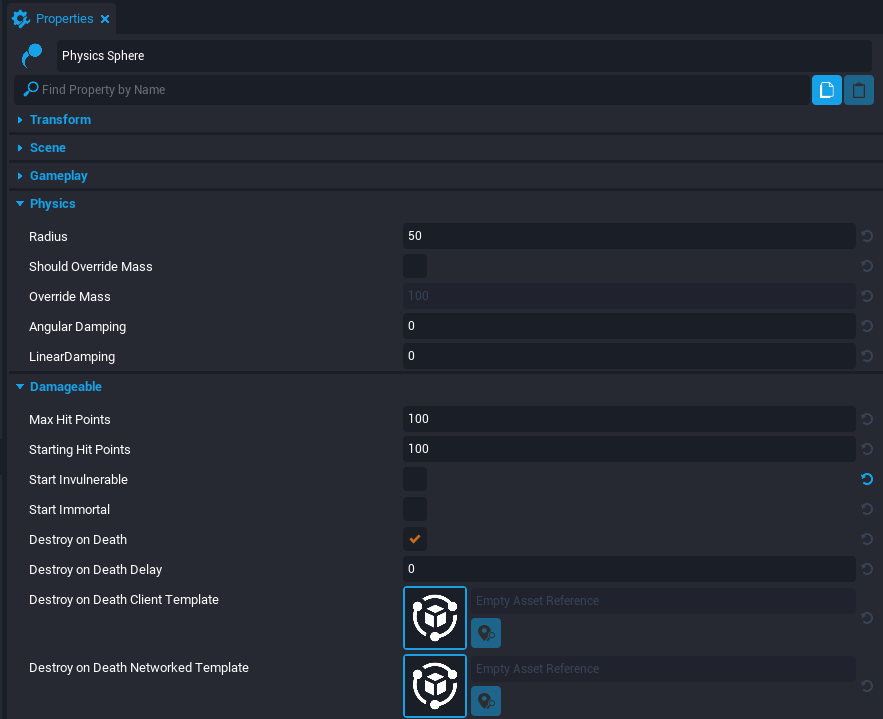 Properties
Physics Sphere
Find Property by Name
Transform
Scene
Gameplay
Physics
Radius 50
Should Override Mass
Override Mass 100
Angular Damping 0
LinearDamping 0
Damageable
Max Hit Points 100
Starting Hit Points 100
Start Invulnerable
Start Immortal
Destroy on Death
Destroy on Death Delay 0
Destroy on Death Client Template Empty Asset Reference
Destroy on Death Networked Template Empty Asset Reference